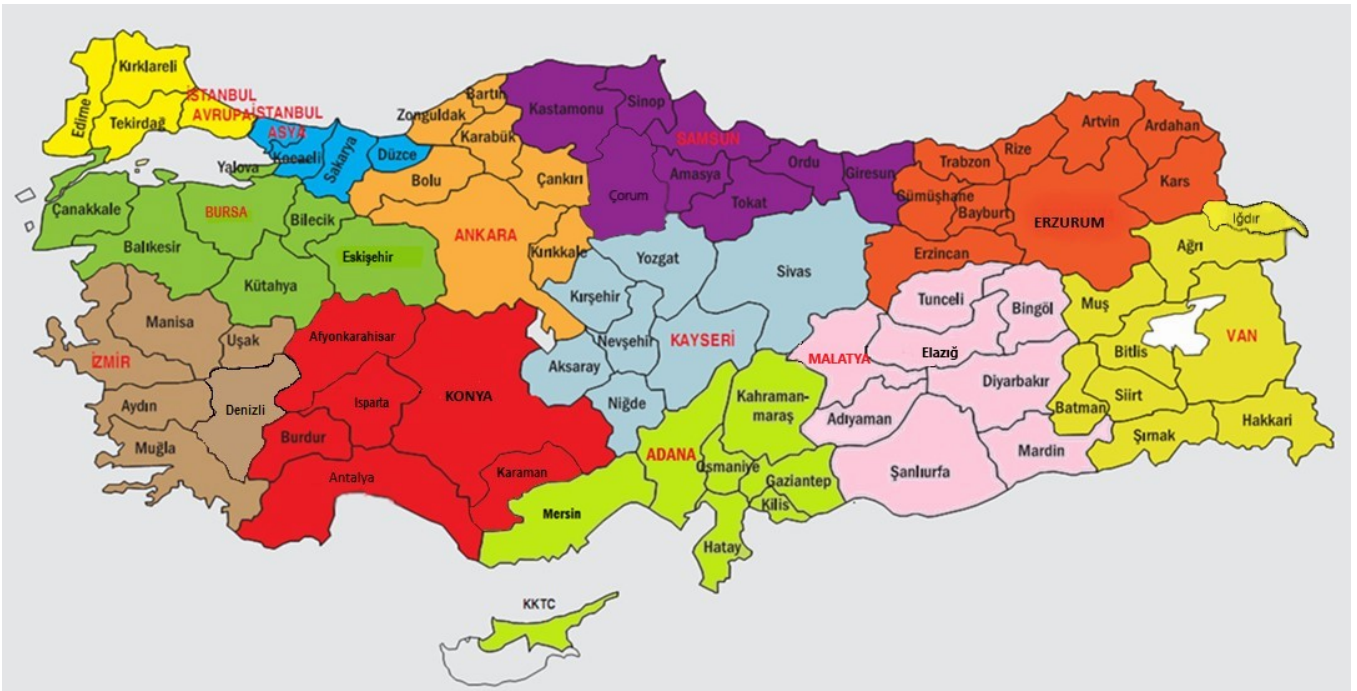 Kırklareli
Edirne
Tekirdağ
İSTANBUL
AVRUPA
İSTANBUL
ASYA
Kocaeli
Yalova
Sakarya
Düzce
Zonguldak
Bartın
Karabük
Bolu
Çankırı
ANKARA
Kırıkkale
Kastamonu
Sinop
SAMSUN
Çorum
Amasya
Ordu
Tokat
Giresun
Trabzon
Rize
Artvin
Ardahan
Kars
Gümüşhane
Bayburt
ERZURUM
Erzincan
Iğdır
Ağrı
Muş
Bitlis
VAN
Batman
Siirt
Şırnak
Hakkari
Çanakkale
BURSA
Bilecik
Balıkesir
Eskişehir
Kütahya
Manisa
Uşak
İZMİR
Aydın
Denizli
Muğla
Afyonkarahisar
Isparta
KONYA
Burdur
Antalya
Karaman
Yozgat
Sivas
Kırşehir
Nevşehir
KAYSERİ
Aksaray
Niğde
Tunceli
Bingöl
MALATYA
Elazığ
Diyarbakır
Adıyaman
Şanlıurfa
Mardin
Kahraman-
maraş
ADANA
Osmaniye
Gaziantep
Kilis
Mersin
Hatay
KKTC